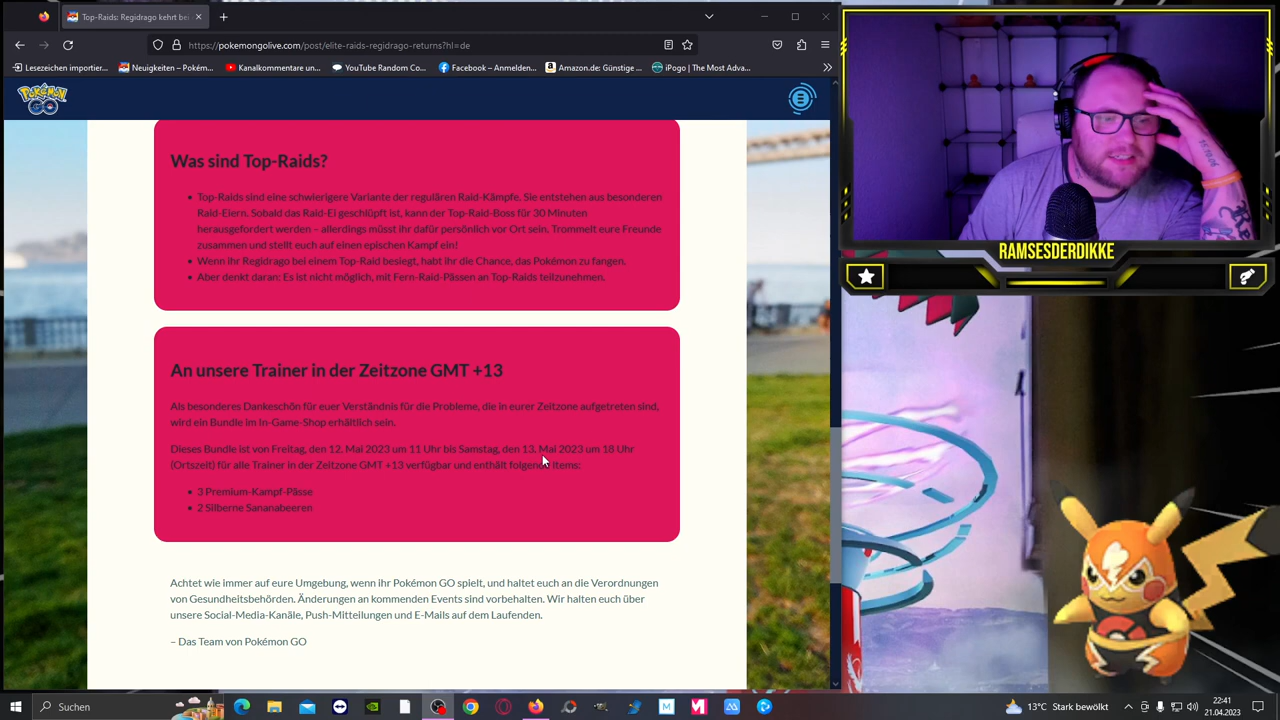 Top-Raids: Regidrago kehrt bei
https://pokemongolive.com/post/elite-raids-regidrago-returns?hl=de
Lesezeichen importier...
Neuigkeiten – Pokém...
Kanalkommentare un...
YouTube Random Co...
Facebook – Anmelden...
Amazon.de: Günstige ...
iPogo | The Most Adva...
POKÉMON GO
Was sind Top-Raids?
Top-Raids sind eine schwierigere Variante der regulären Raid-Kämpfe. Sie entstehen aus besonderen
Raid-Eiern. Sobald das Raid-Ei geschlüpft ist, kann der Top-Raid-Boss für 30 Minuten
herausgefordert werden – allerdings müsst ihr dafür persönlich vor Ort sein. Trommelt eure Freunde
zusammen und stellt euch auf einen epischen Kampf ein!
Wenn ihr Regidrago bei einem Top-Raid besiegt, habt ihr die Chance, das Pokémon zu fangen.
Aber denkt daran: Es ist nicht möglich, mit Fern-Raid-Pässen an Top-Raids teilzunehmen.
An unsere Trainer in der Zeitzone GMT +13
Als besonderes Dankeschön für euer Verständnis für die Probleme, die in eurer Zeitzone aufgetreten sind,
wird ein Bundle im In-Game-Shop erhältlich sein.
Dieses Bundle ist von Freitag, den 12. Mai 2023 um 11 Uhr bis Samstag, den 13. Mai 2023 um 18 Uhr
(Ortszeit) für alle Trainer in der Zeitzone GMT +13 verfügbar und enthält folgende Items:
3 Premium-Kampf-Pässe
2 Silberne Sananabeeren
Achtet wie immer auf eure Umgebung, wenn ihr Pokémon GO spielt, und haltet euch an die Verordnungen
von Gesundheitsbehörden. Änderungen an kommenden Events sind vorbehalten. Wir halten euch über
unsere Social-Media-Kanäle, Push-Mitteilungen und E-Mails auf dem Laufenden.
– Das Team von Pokémon GO
RAMSESDERDIKKE
Suchen
13°C Stark bewölkt
22:41
21.04.2023